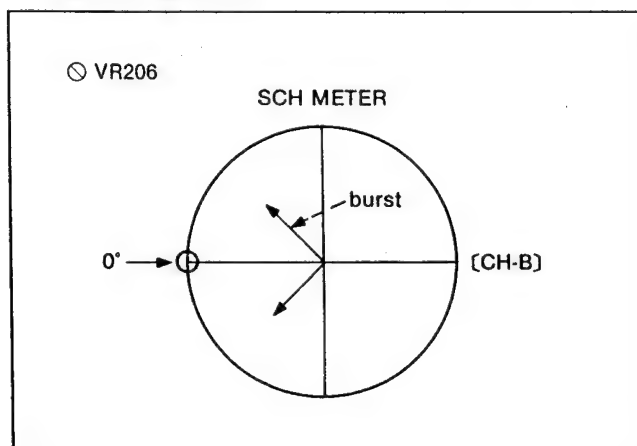 ⊘ VR206
SCH METER
burst
0°
[CH-B]